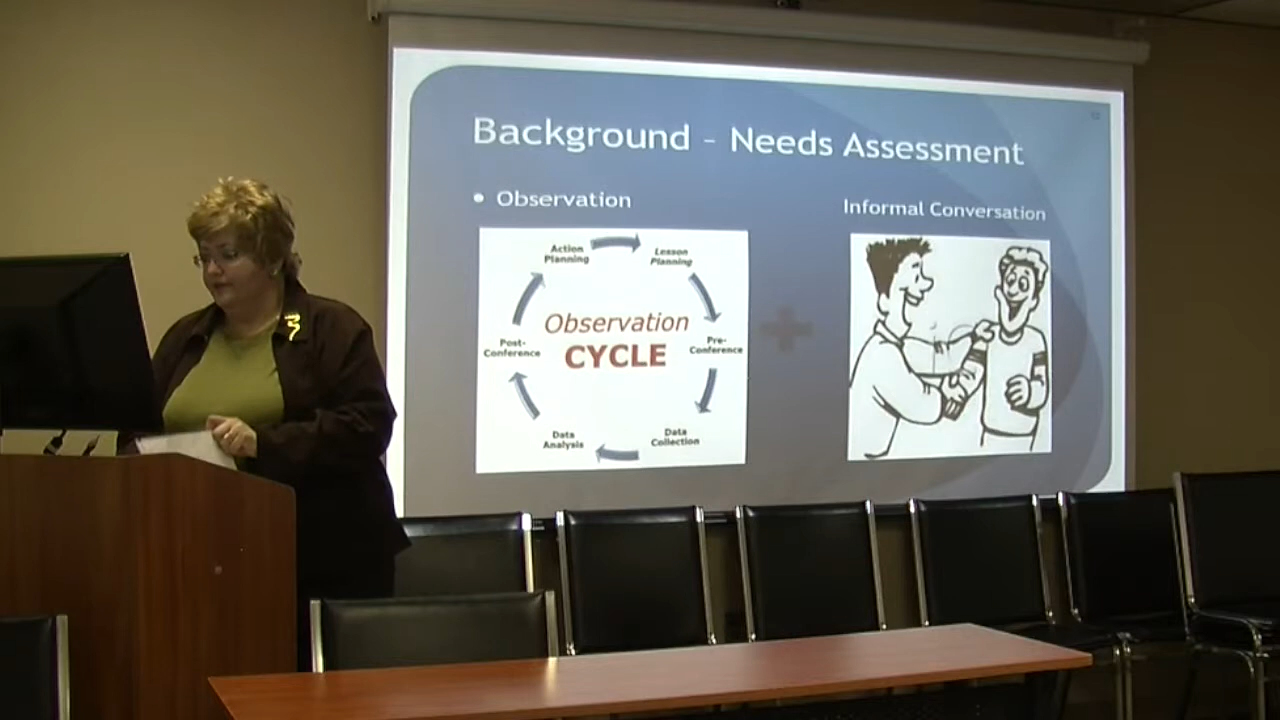 Background – Needs Assessment
• Observation
Informal Conversation
Action
Planning
Lesson
Planning
Observation
CYCLE
Post-
Conference
Pre-
Conference
Data
Analysis
Data
Collection